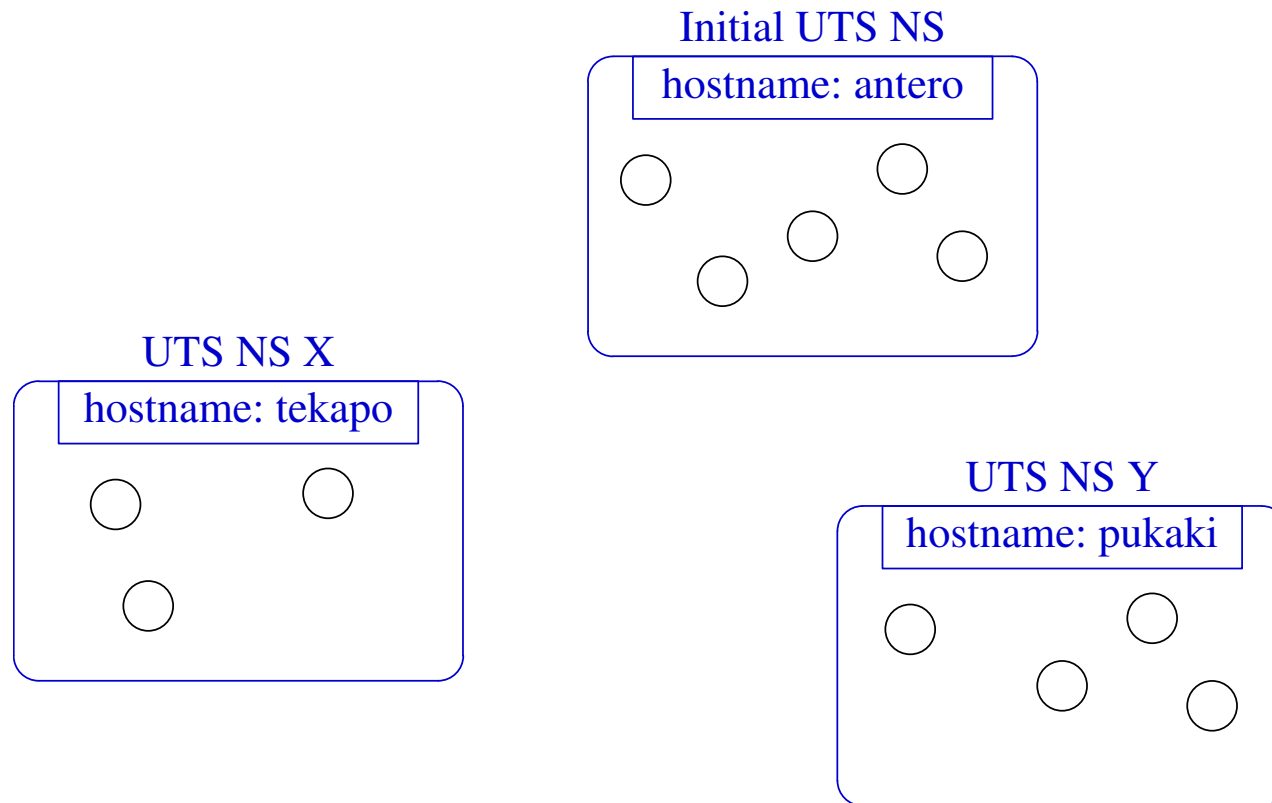 Initial UTS NS
hostname: antero
UTS NS X
hostname: tekapo
UTS NS Y
hostname: pukaki